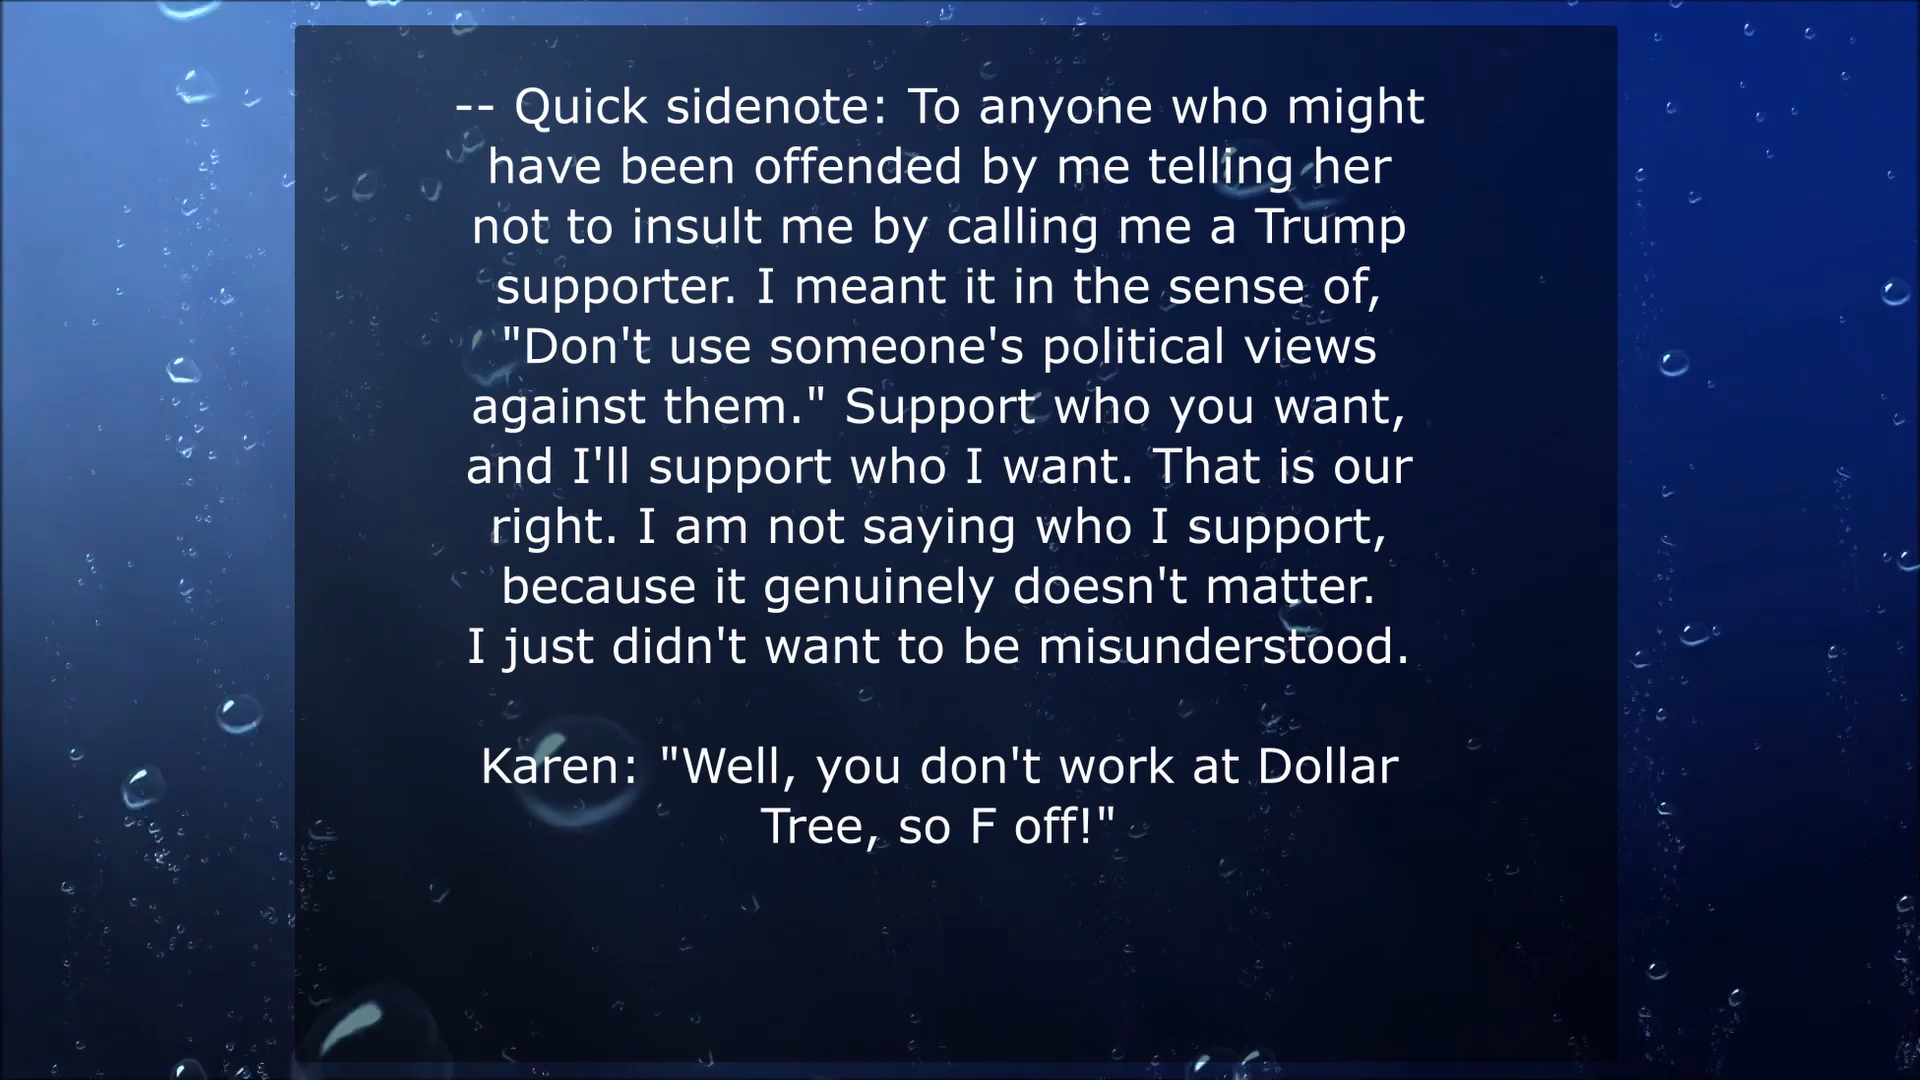 -- Quick sidenote: To anyone who might
have been offended by me telling her
not to insult me by calling me a Trump
supporter. I meant it in the sense of,
"Don't use someone's political views
against them." Support who you want,
and I'll support who I want. That is our
right. I am not saying who I support,
because it genuinely doesn't matter.
I just didn't want to be misunderstood.
Karen: "Well, you don't work at Dollar
Tree, so F off!"